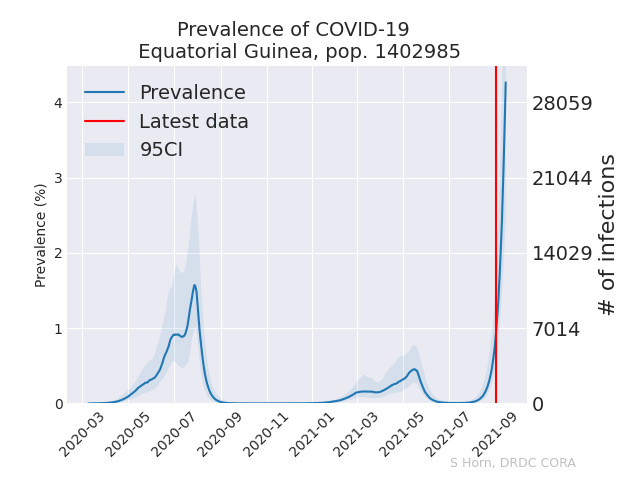 Prevalence of COVID-19
Equatorial Guinea, pop. 1402985
Prevalence
Latest data
95CI
Prevalence (%)
4
3
2
1
0
28059
21044
14029
7014
0
# of infections
2020-03
2020-05
2020-07
2020-09
2020-11
2021-01
2021-03
2021-05
2021-07
2021-09
S Horn, DRDC CORA